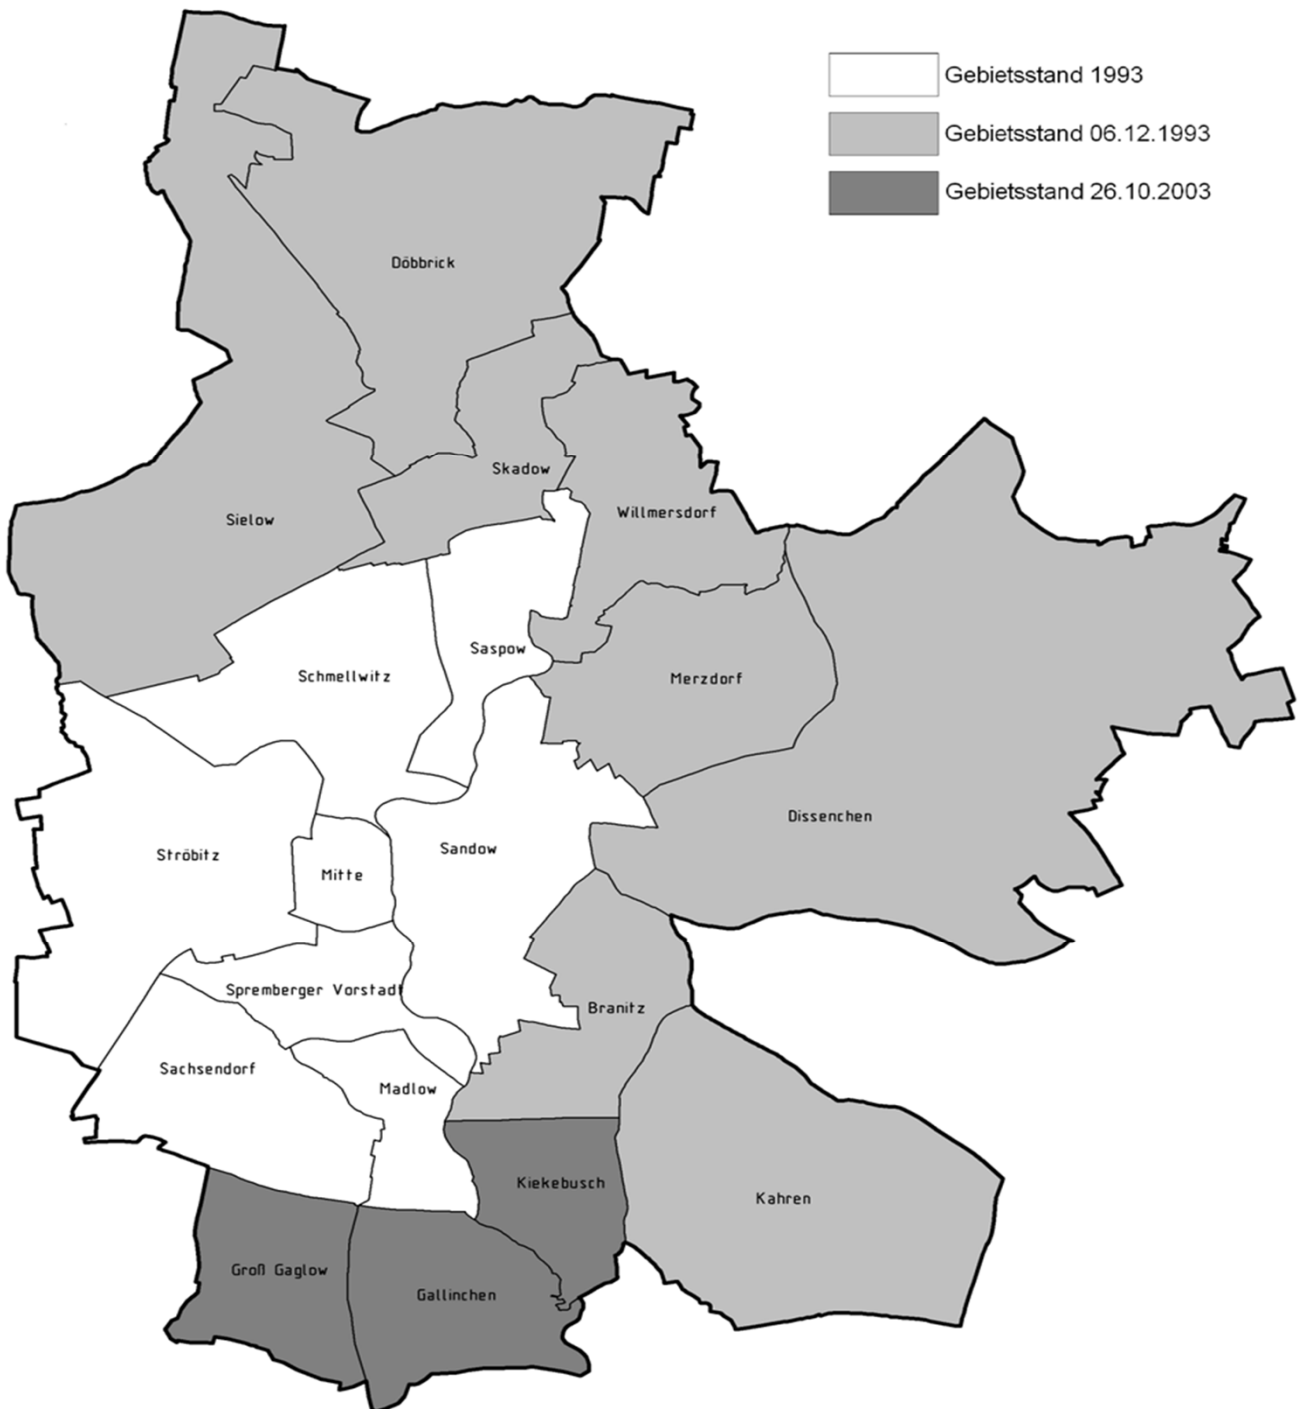 Gebietsstand 1993
Gebietsstand 06.12.1993
Gebietsstand 26.10.2003
Döbbrick
Skadow
Sielow
Willmersdorf
Saspow
Schmellwitz
Merzdorf
Dissenchen
Sandow
Ströbitz
Mitte
Spremberger Vorstadt
Branitz
Sachsendorf
Madlow
Kiekebusch
Kahren
Groß Gaglow
Gallinchen